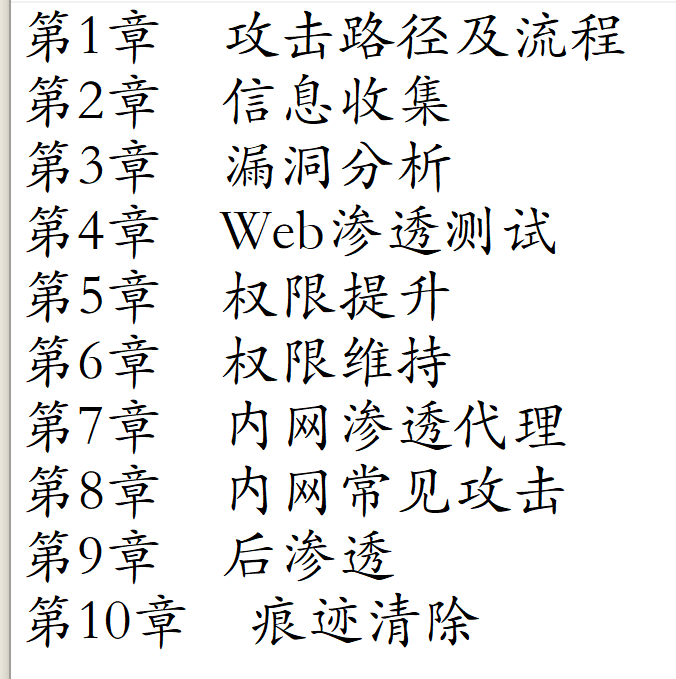 第1章 攻击路径及流程
第2章 信息收集
第3章 漏洞分析
第4章 Web渗透测试
第5章 权限提升
第6章 权限维持
第7章 内网渗透代理
第8章 内网常见攻击
第9章 后渗透
第10章 痕迹清除